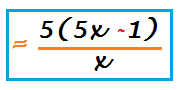 = 5(5x - 1)
x